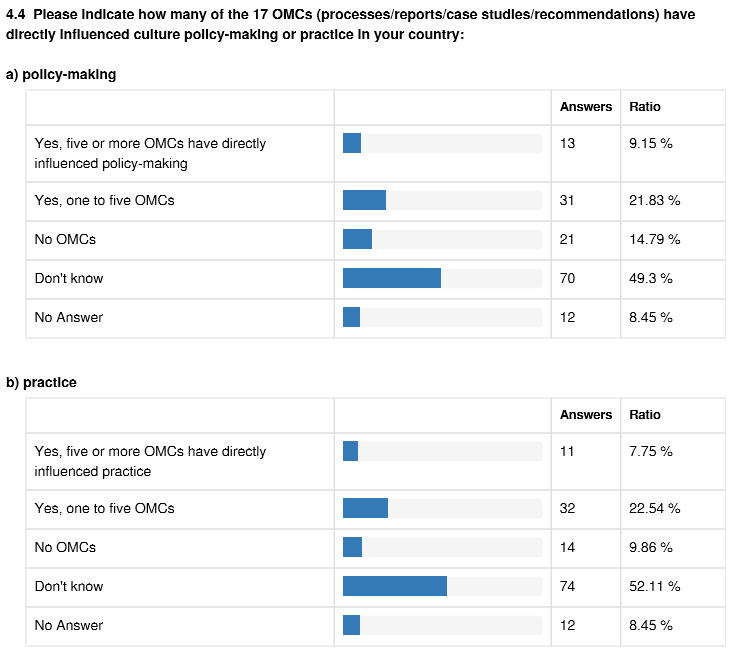 4.4 Please indicate how many of the 17 OMCs (processes/reports/case studies/recommendations) have
directly influenced culture policy-making or practice in your country:
a) policy-making
Answers Ratio
Yes, five or more OMCs have directly
influenced policy-making 13 9.15 %
Yes, one to five OMCs 31 21.83 %
No OMCs 21 14.79 %
Don't know 70 49.3 %
No Answer 12 8.45 %
b) practice
Answers Ratio
Yes, five or more OMCs have directly
influenced practice 11 7.75 %
Yes, one to five OMCs 32 22.54 %
No OMCs 14 9.86 %
Don't know 74 52.11 %
No Answer 12 8.45 %